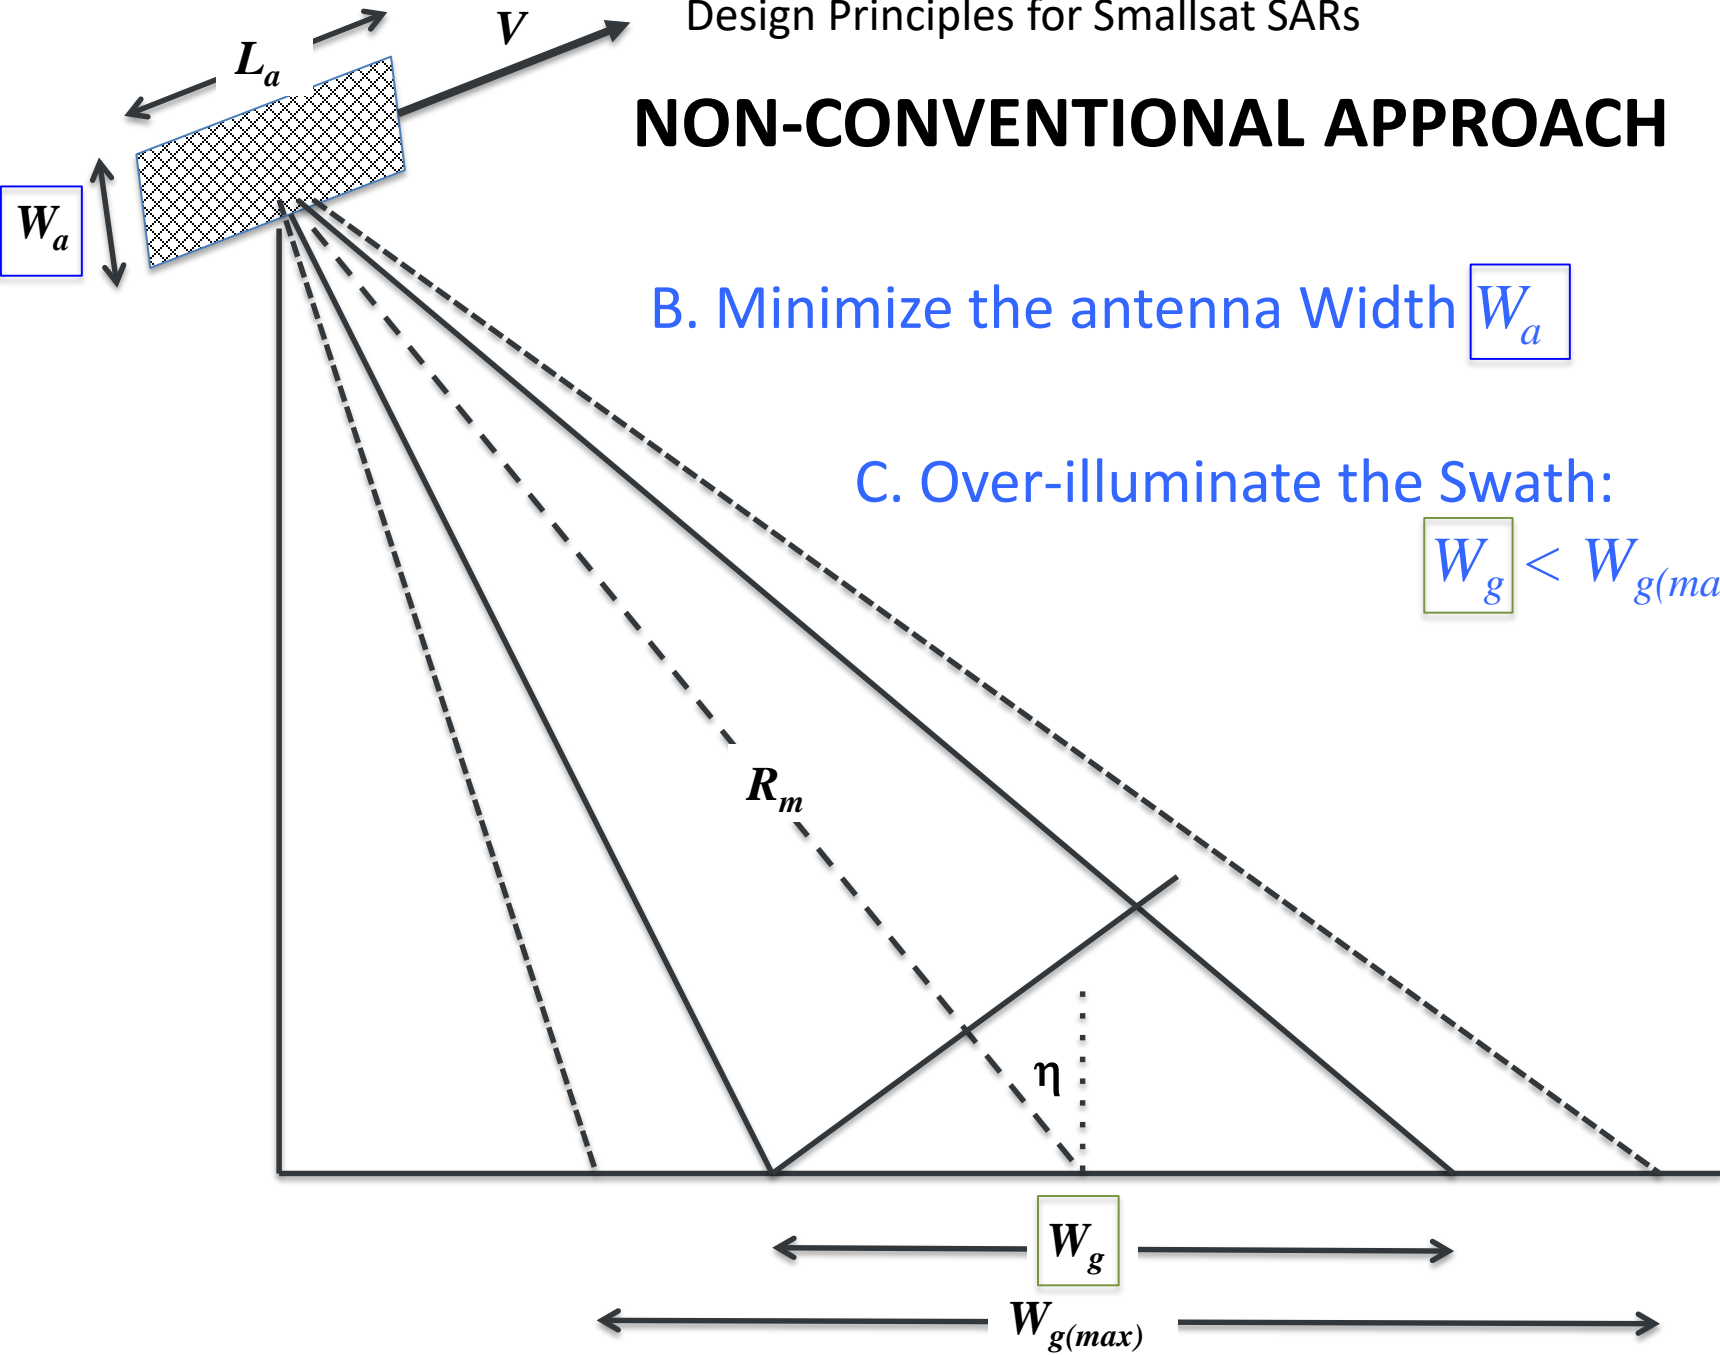 Design Principles for Smallsat SARs
V
La
NON-CONVENTIONAL APPROACH
Wa
B. Minimize the antenna Width Wa
C. Over-illuminate the Swath:
Wg < Wg(ma
Rm
η
Wg
Wg(max)